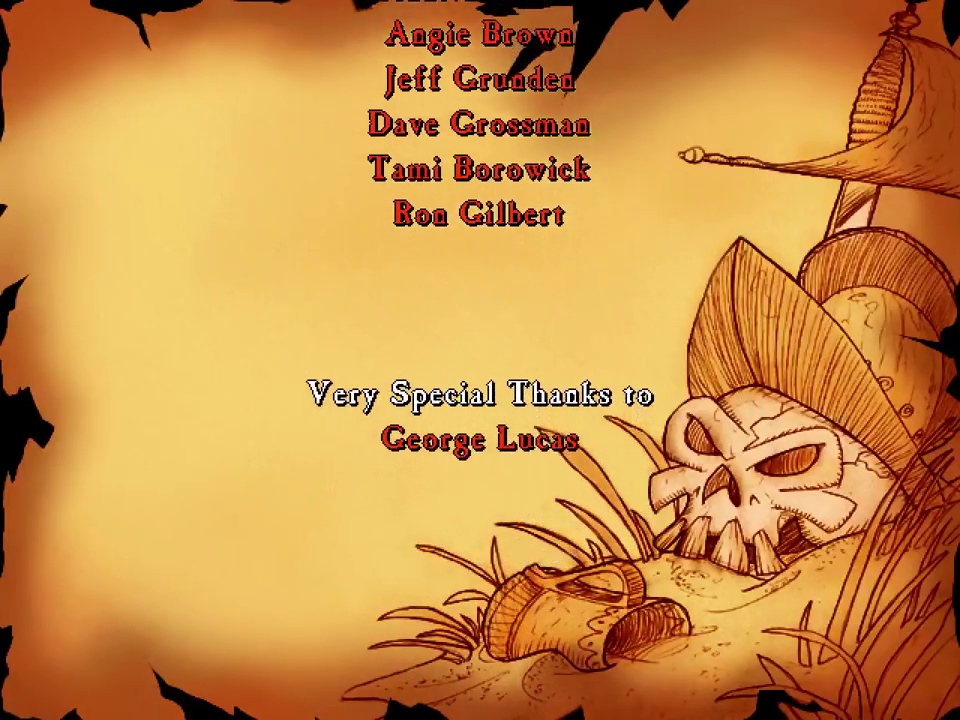 Angie Brown
Jeff Grunden
Dave Grossman
Tami Borowick
Ron Gilbert
Very Special Thanks to
George Lucas